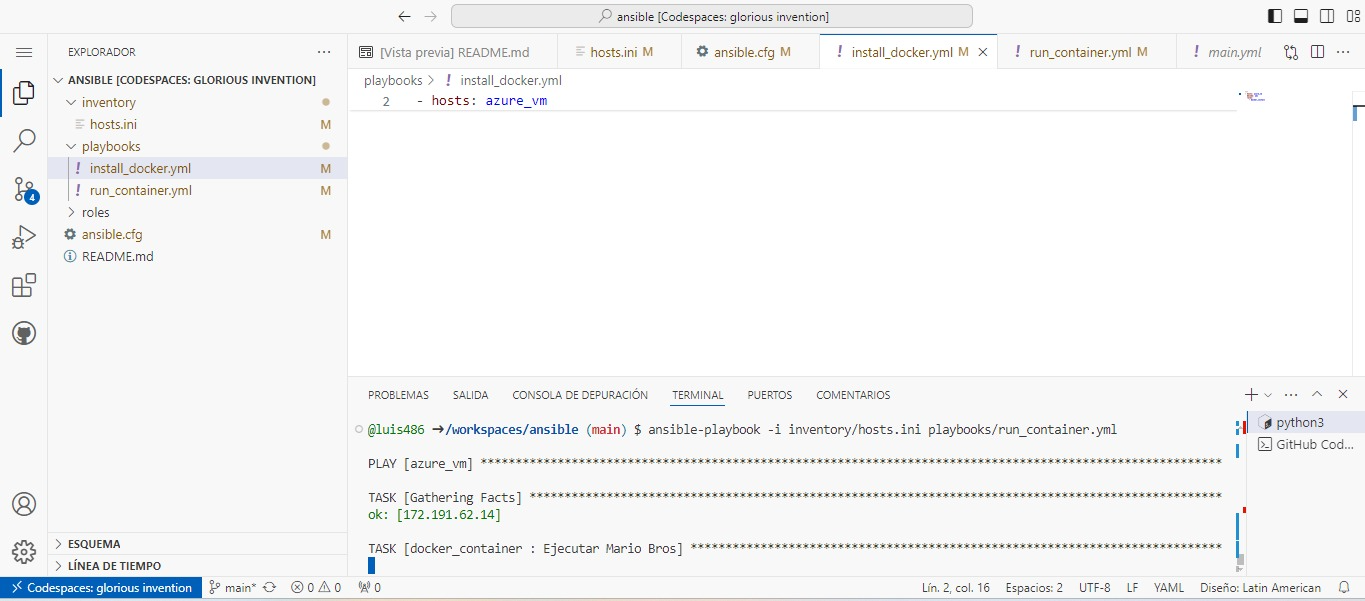 ansible [Codespaces: glorious invention]
EXPLORADOR
ANSIBLE [CODESPACES: GLORIOUS INVENTION]
inventory
hosts.ini M
playbooks
install_docker.yml M
run_container.yml M
roles
ansible.cfg M
README.md
4
ESQUEMA
LÍNEA DE TIEMPO
[Vista previa] README.md
hosts.ini M
ansible.cfg M
install_docker.yml M
run_container.yml M
main.yml
playbooks > install_docker.yml
2 - hosts: azure_vm
PROBLEMAS SALIDA CONSOLA DE DEPURACIÓN TERMINAL PUERTOS COMENTARIOS
@luis486 ➜/workspaces/ansible (main) $ ansible-playbook -i inventory/hosts.ini playbooks/run_container.yml
PLAY [azure_vm] **********************************************************************************************************
TASK [Gathering Facts] ***************************************************************************************************
ok: [172.191.62.14]
TASK [docker_container : Ejecutar Mario Bros] ****************************************************************************
python3
GitHub Cod...
Codespaces: glorious invention main* 0 0 0 Lín. 2, col. 16 Espacios: 2 UTF-8 LF YAML Diseño: Latin American